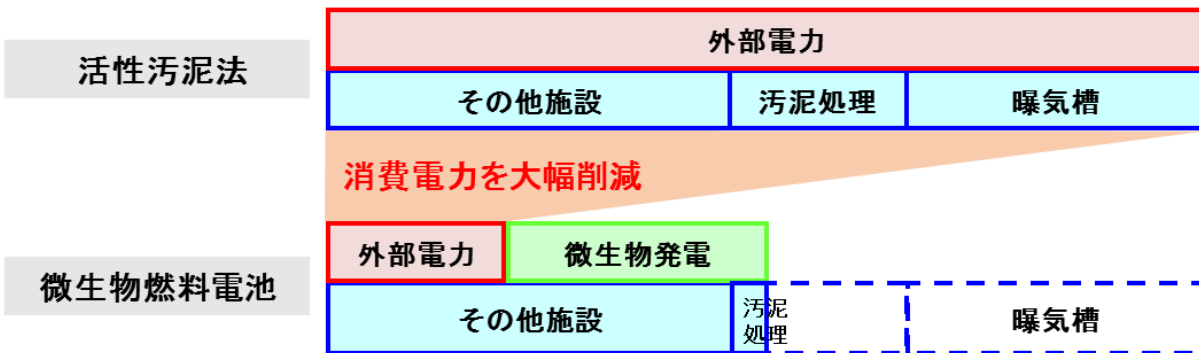 活性汚泥法
外部電力
その他施設
汚泥処理
曝気槽
消費電力を大幅削減
微生物燃料電池
外部電力
微生物発電
その他施設
汚泥
処理
曝気槽